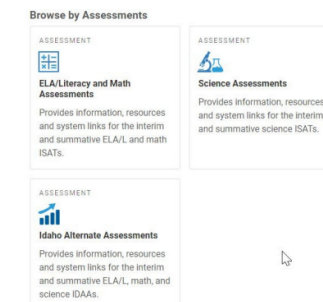 Browse by Assessments
ASSESSMENT
ELA/Literacy and Math
Assessments
Provides information, resources
and system links for the interim
and summative ELA/L and math
ISATs.
ASSESSMENT
Science Assessments
Provides information, resources
and system links for the interim
and summative science ISATs.
ASSESSMENT
Idaho Alternate Assessments
Provides information, resources
and system links for the interim
and summative ELA/L, math, and
science IDAAs.